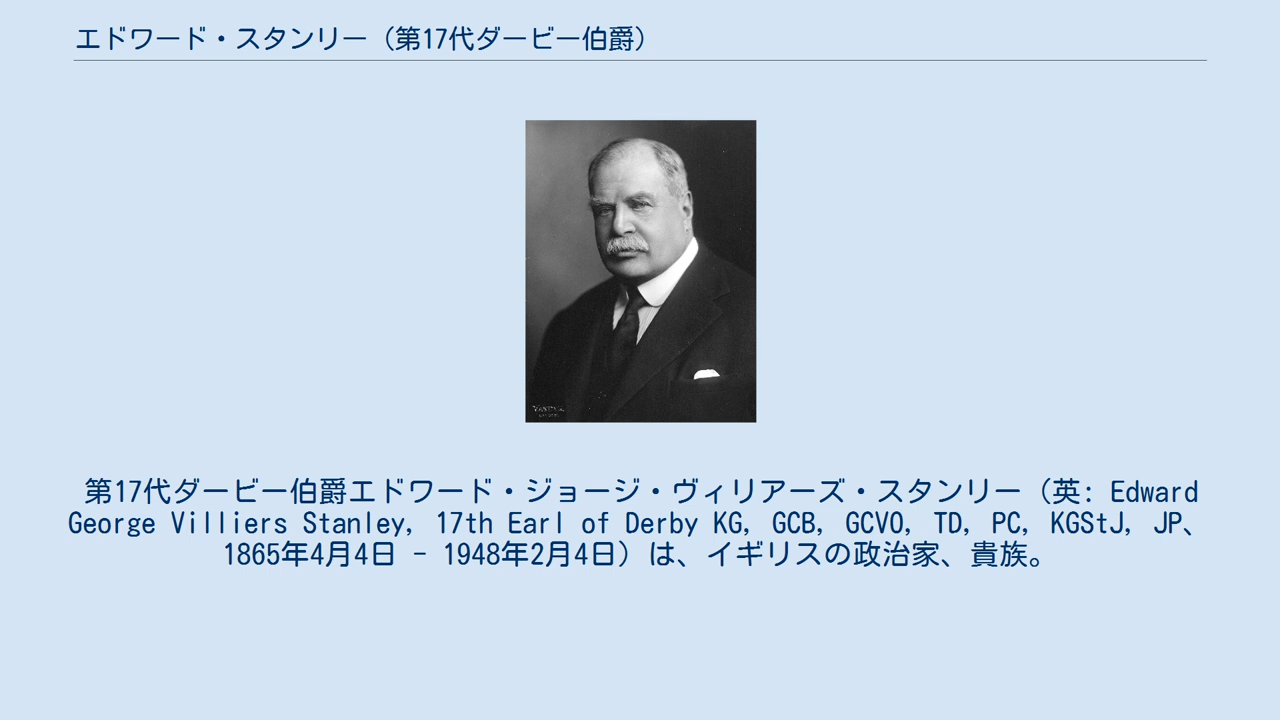 エドワード・スタンリー（第17代ダービー伯爵）
第17代ダービー伯爵エドワード・ジョージ・ヴィリアーズ・スタンリー（英: Edward
George Villiers Stanley, 17th Earl of Derby KG, GCB, GCVO, TD, PC, KGStJ, JP、
1865年4月4日 - 1948年2月4日）は、イギリスの政治家、貴族。